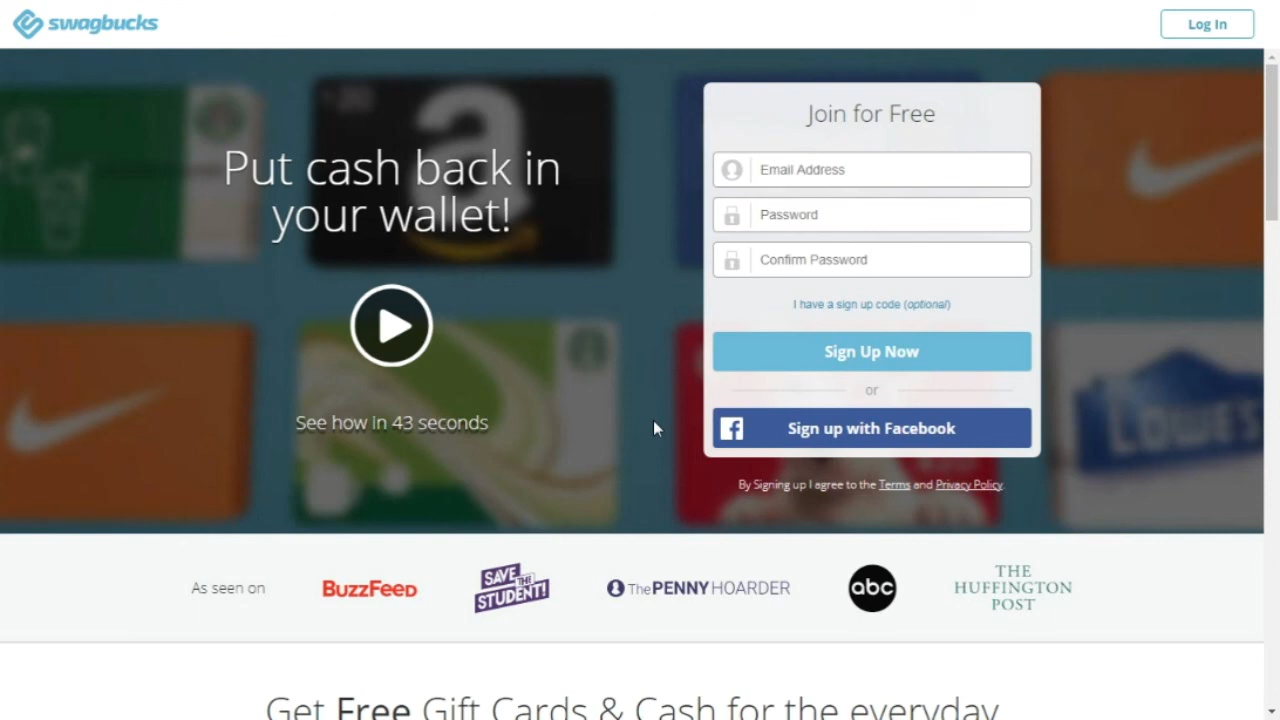 swagbucks
Log In
Put cash back in
your wallet!
See how in 43 seconds
Join for Free
Email Address
Password
Confirm Password
I have a sign up code (optional)
Sign Up Now
or
Sign up with Facebook
By Signing up I agree to the Terms and Privacy Policy.
LOWE'S
As seen on
BuzzFeed
SAVE THE
STUDENT!
The PENNY HOARDER
abc
THE
HUFFINGTON
POST
Get Free Gift Cards & Cash for the everyday